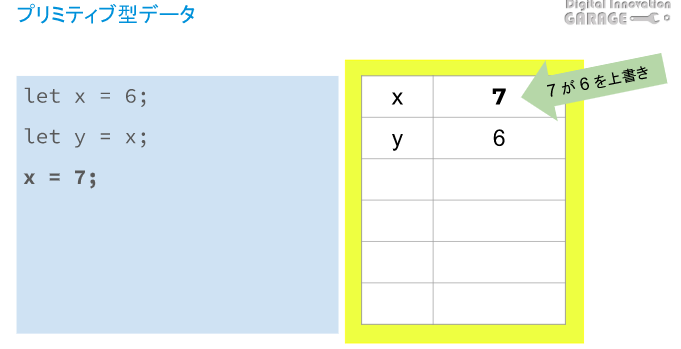 プリミティブ型データ
Digital Innovation
GARAGE
let x = 6;
let y = x;
x = 7;
x 7
y 6
7が6を上書き